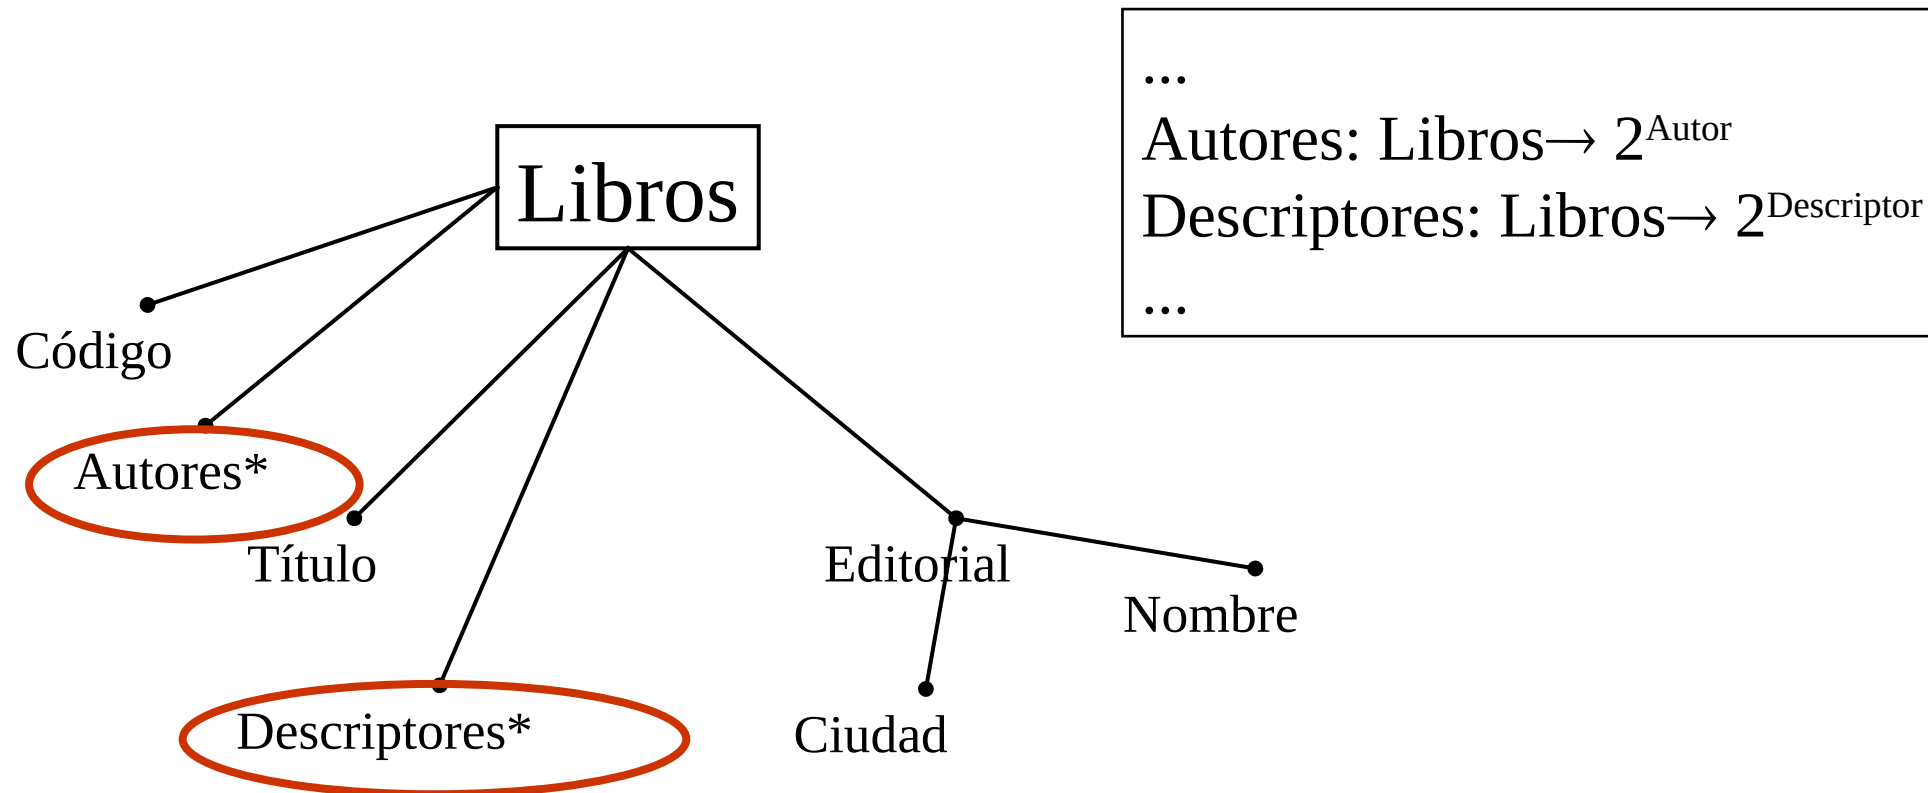 Libros
Código
Autores*
Título
Descriptores*
Editorial
Nombre
Ciudad
...
Autores: Libros→ 2^Autor
Descriptores: Libros→ 2^Descriptor
...